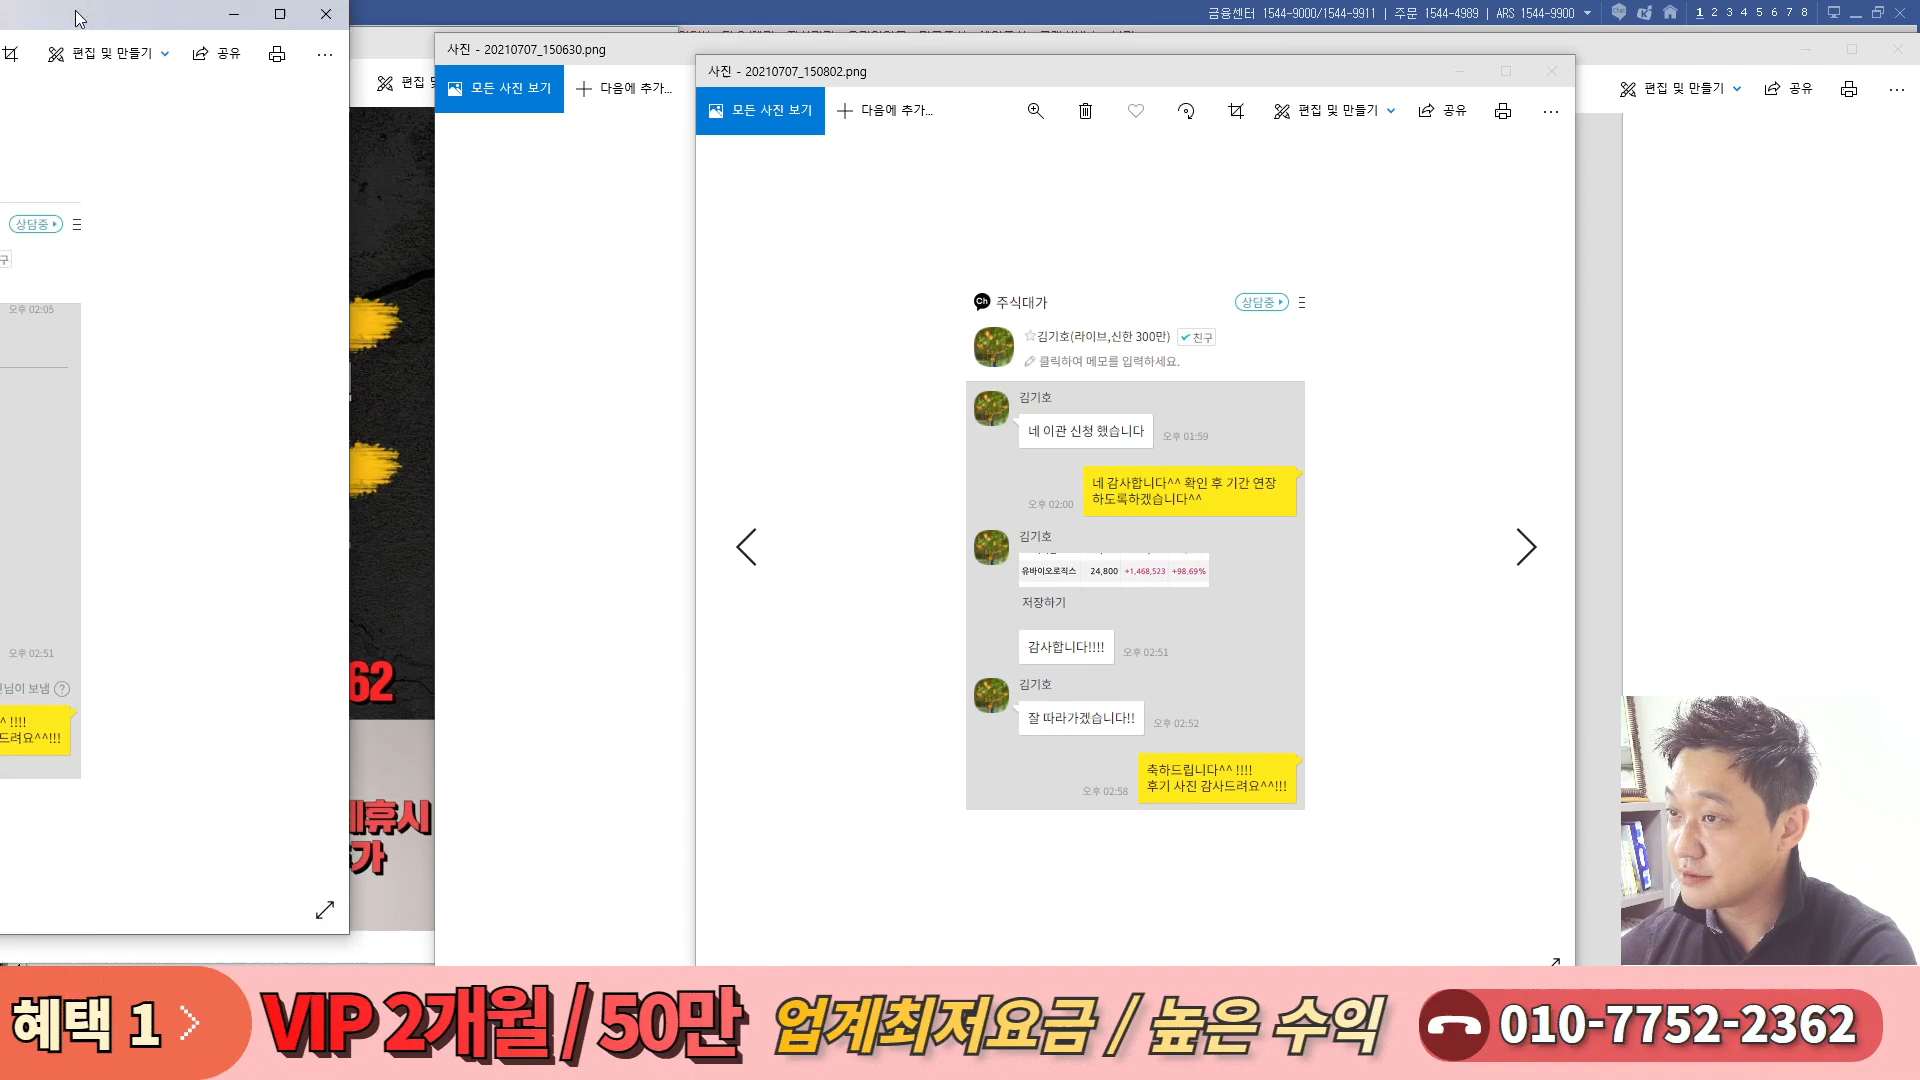 금융센터 1544-9000/1544-9911 | 주문 1544-4989 | ARS 1544-9900
1 2 3 4 5 6 7 8
편집 및 만들기
공유
사진 - 20210707_150630.png
모든 사진 보기
다음에 추가...
편집
사진 - 20210707_150802.png
모든 사진 보기
다음에 추가...
편집 및 만들기
공유
편집 및 만들기
공유
상담중
구
오후 02:05
오후 02:51
님이 보냄 ?
^ !!!!
드려요^^!!!
62
제휴시
가
Ch 주식대가
상담중
☆김기호(라이브,신한 300만) 친구
클릭하여 메모를 입력하세요.
김기호
네 이관 신청 했습니다
오후 01:59
네 감사합니다^^ 확인 후 기간 연장
하도록하겠습니다^^
오후 02:00
김기호
유바이오로직스 24,800 +1,468,523 +98,69%
저장하기
감사합니다!!!!
오후 02:51
김기호
잘 따라가겠습니다!!
오후 02:52
축하드립니다^^ !!!!
후기 사진 감사드려요^^!!!
오후 02:58
혜택 1
VIP 2개월 / 50만
업계최저요금 / 높은 수익
010-7752-2362